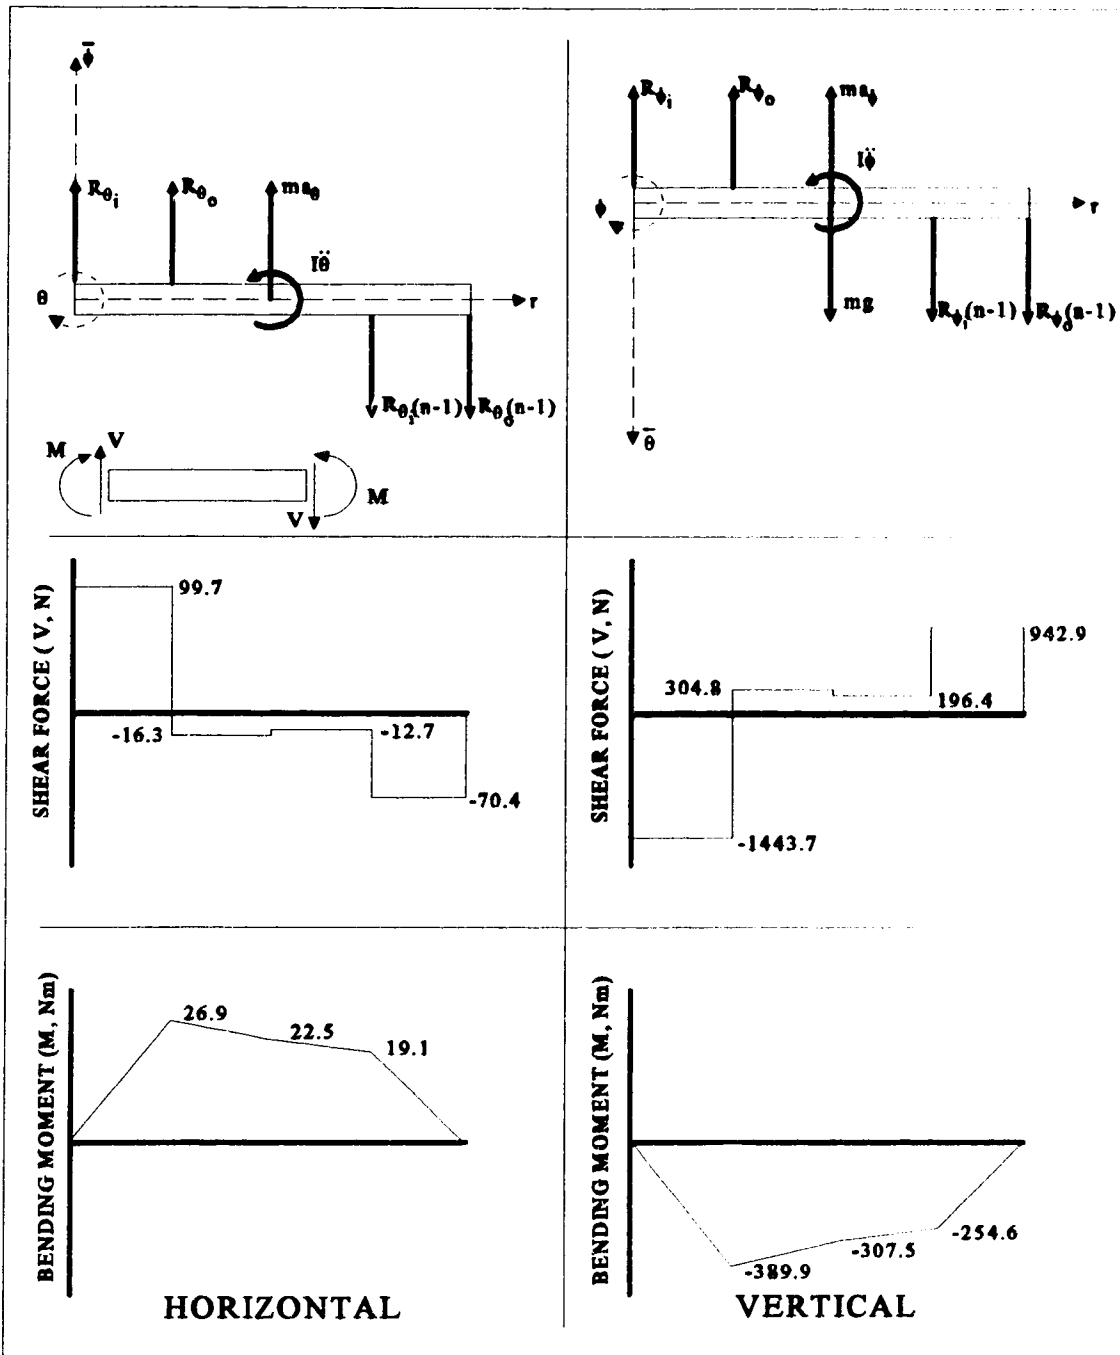 ϕ̄
R_θi
R_θo
ma_θ
Iθ̈
θ
r
R_θi(n-1)
R_θo(n-1)
M
V
V
M
R_ϕi
R_ϕo
ma_ϕ
Iϕ̈
ϕ
r
mg
R_ϕi(n-1)
R_ϕo(n-1)
θ̄
SHEAR FORCE ( V, N)
99.7
-16.3
-12.7
-70.4
SHEAR FORCE ( V, N)
304.8
942.9
196.4
-1443.7
BENDING MOMENT (M, Nm)
26.9
22.5
19.1
HORIZONTAL
BENDING MOMENT (M, Nm)
-389.9
-307.5
-254.6
VERTICAL